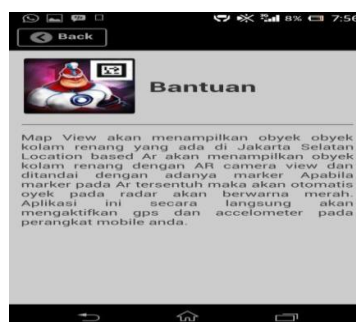 8% 7:56
Back
Bantuan
Map View akan menampilkan obyek obyek
kolam renang yang ada di Jakarta Selatan
Location based Ar akan menampilkan obyek
kolam renang dengan AR camera view dan
ditandai dengan adanya marker Apabila
marker pada Ar tersentuh maka akan otomatis
oyek pada radar akan berwarna merah.
Aplikasi ini secara langsung akan
mengaktifkan gps dan accelometer pada
perangkat mobile anda.